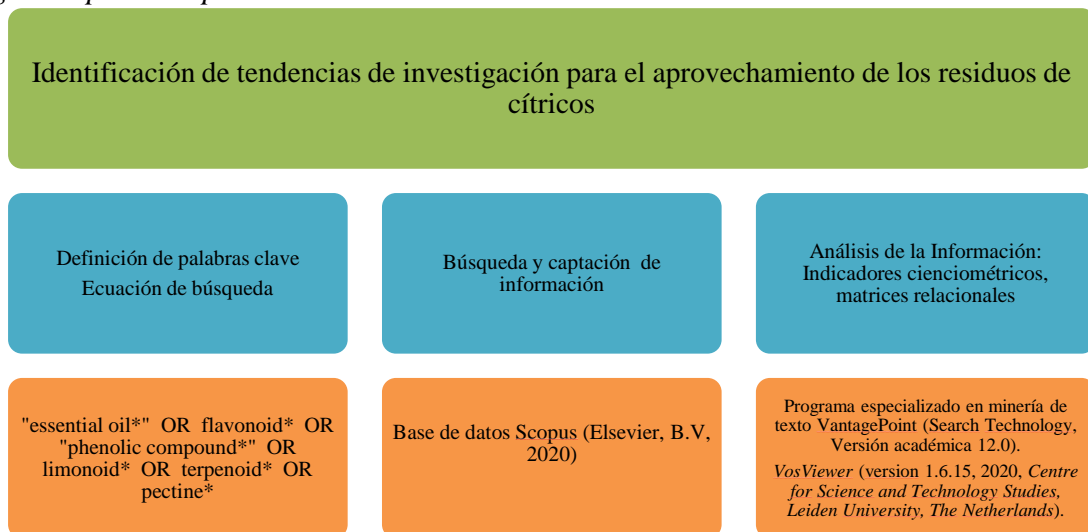 Identificación de tendencias de investigación para el aprovechamiento de los residuos de
cítricos
Definición de palabras clave
Ecuación de búsqueda
Búsqueda y captación de
información
Análisis de la Información:
Indicadores cienciométricos,
matrices relacionales
"essential oil*" OR flavonoid* OR
"phenolic compound*" OR
limonoid* OR terpenoid* OR
pectine*
Base de datos Scopus (Elsevier, B.V,
2020)
Programa especializado en minería de
texto VantagePoint (Search Technology,
Versión académica 12.0).
VosViewer (version 1.6.15, 2020, Centre
for Science and Technology Studies,
Leiden University, The Netherlands).